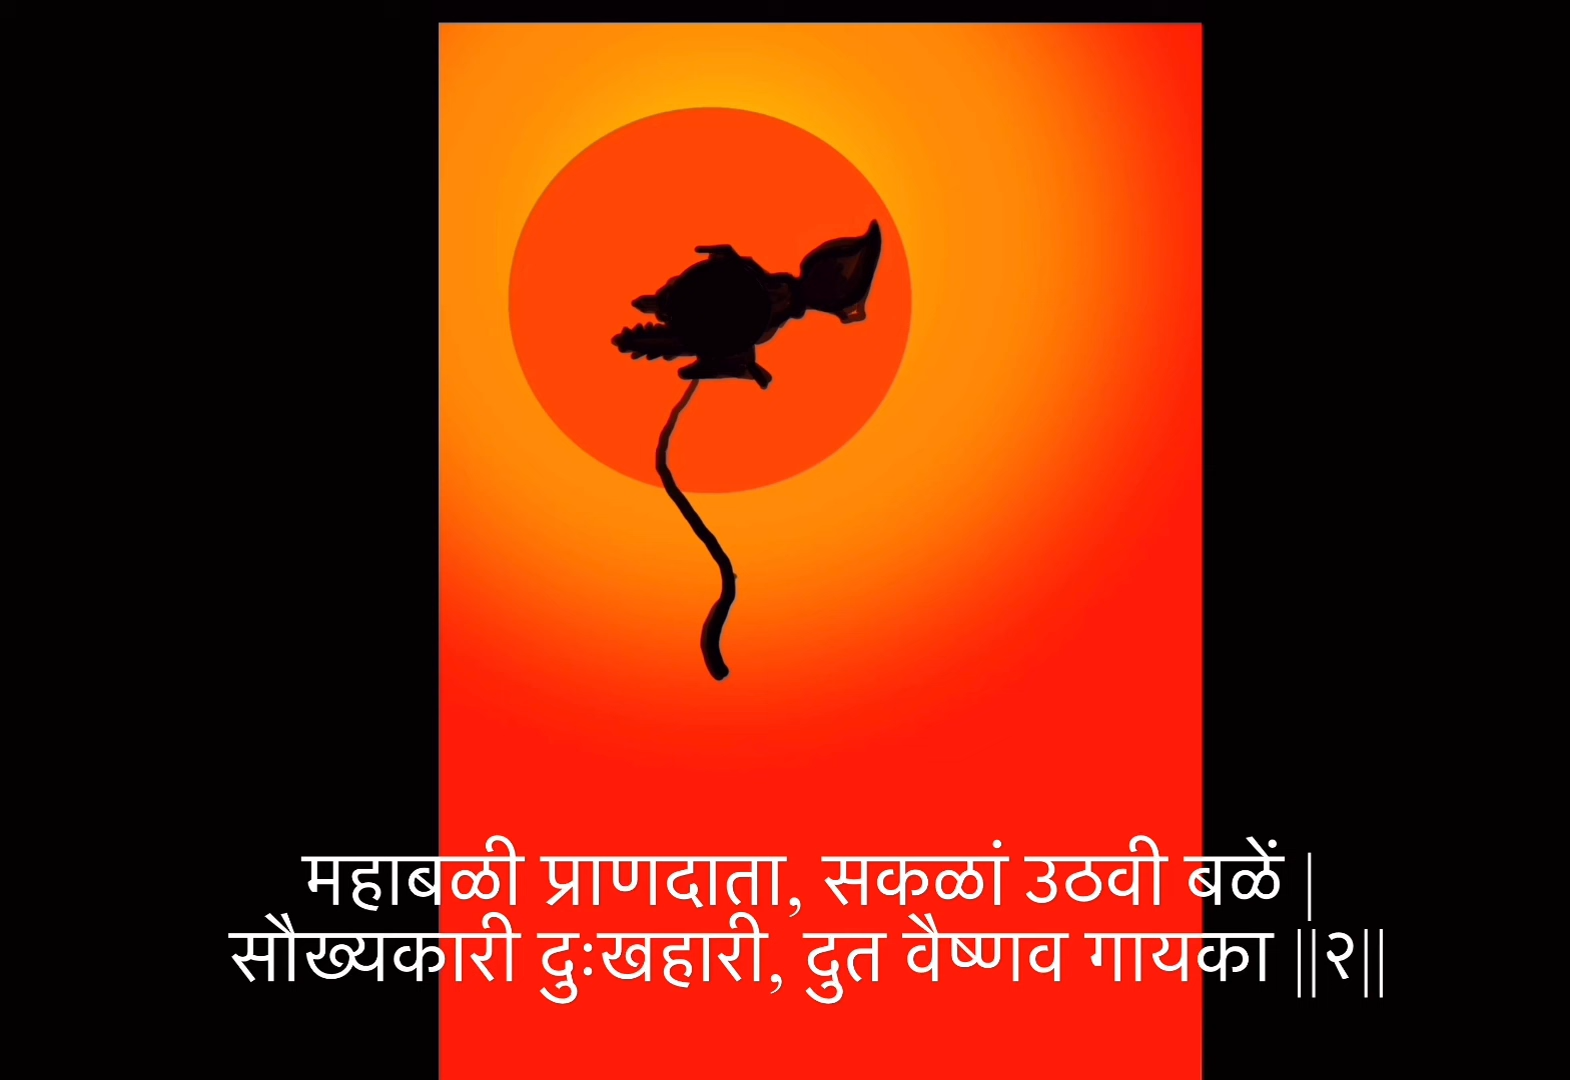 महाबळी प्राणदाता, सकळां उठवी बळें |
सौख्यकारी दुःखहारी, दुत वैष्णव गायका ||२||